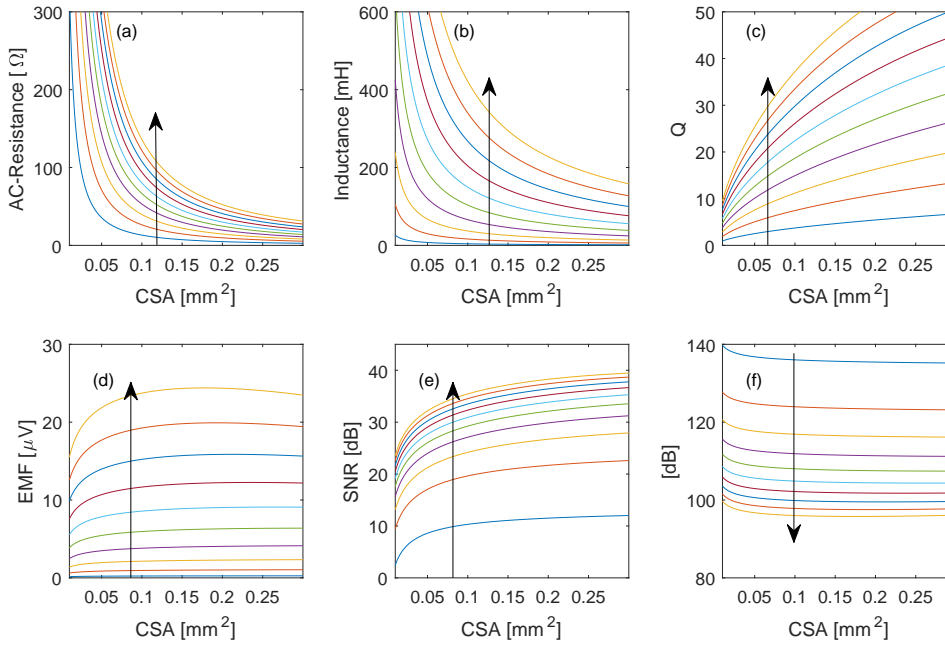 (a)
AC-Resistance [ Ω]
300
200
100
0
0.05 0.1 0.15 0.2 0.25
CSA [mm²]
(b)
Inductance [mH]
600
400
200
0
0.05 0.1 0.15 0.2 0.25
CSA [mm²]
(c)
Q
50
40
30
20
10
0
0.05 0.1 0.15 0.2 0.25
CSA [mm²]
(d)
EMF [μV]
30
20
10
0
0.05 0.1 0.15 0.2 0.25
CSA [mm²]
(e)
SNR [dB]
40
30
20
10
0
0.05 0.1 0.15 0.2 0.25
CSA [mm²]
(f)
[dB]
140
120
100
80
0.05 0.1 0.15 0.2 0.25
CSA [mm²]